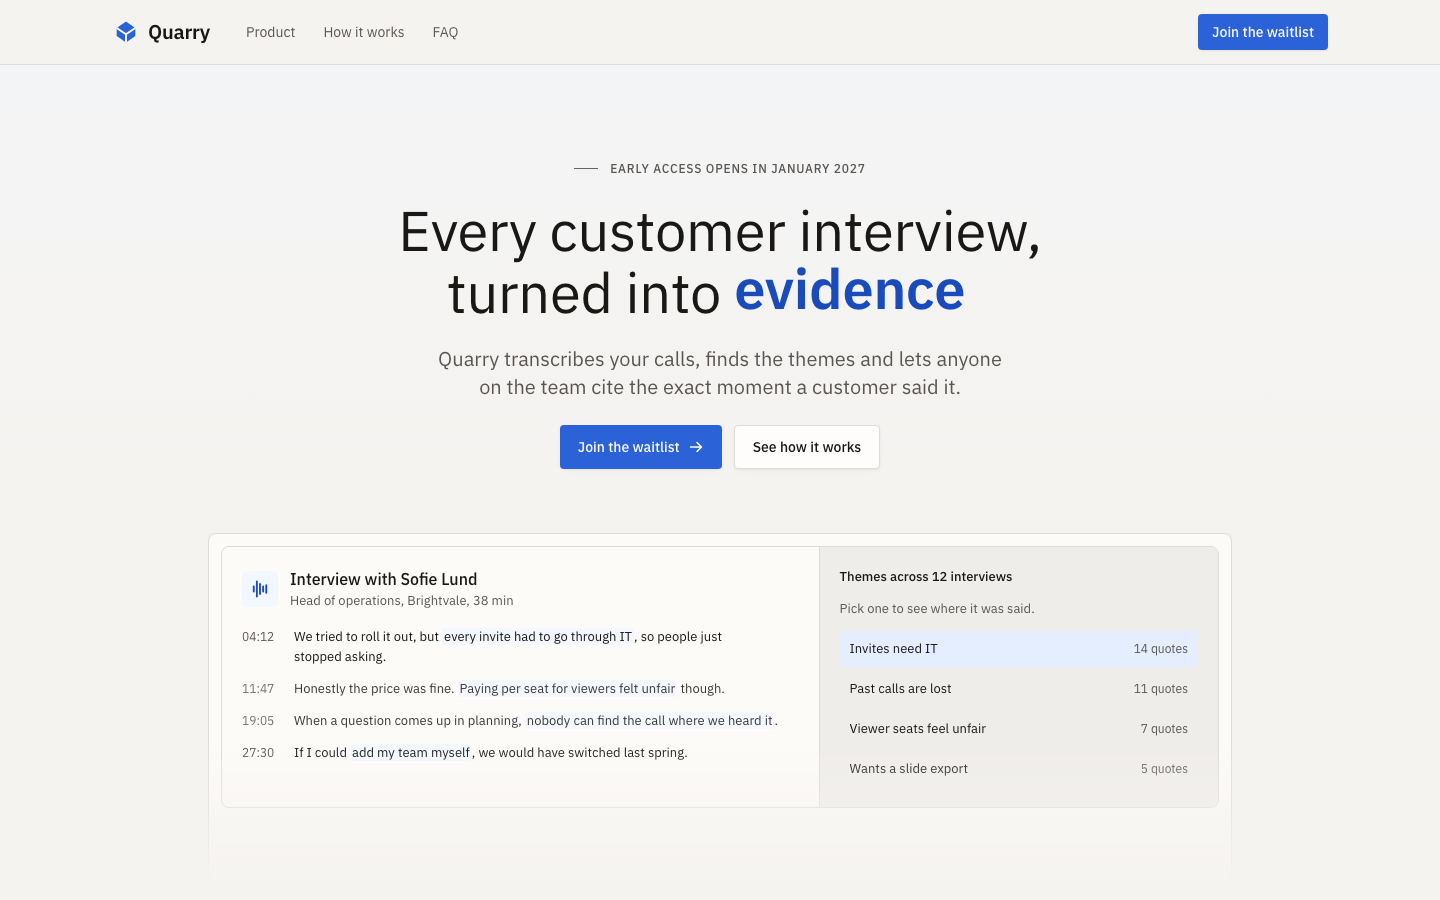 Quarry
Product
How it works
FAQ
Join the waitlist
EARLY ACCESS OPENS IN JANUARY 2027
Every customer interview,
turned into evidence
Quarry transcribes your calls, finds the themes and lets anyone
on the team cite the exact moment a customer said it.
Join the waitlist
See how it works
Interview with Sofie Lund
Head of operations, Brightvale, 38 min
04:12 We tried to roll it out, but every invite had to go through IT, so people just
stopped asking.
11:47 Honestly the price was fine. Paying per seat for viewers felt unfair though.
19:05 When a question comes up in planning, nobody can find the call where we heard it.
27:30 If I could add my team myself, we would have switched last spring.
Themes across 12 interviews
Pick one to see where it was said.
Invites need IT 14 quotes
Past calls are lost 11 quotes
Viewer seats feel unfair 7 quotes
Wants a slide export 5 quotes